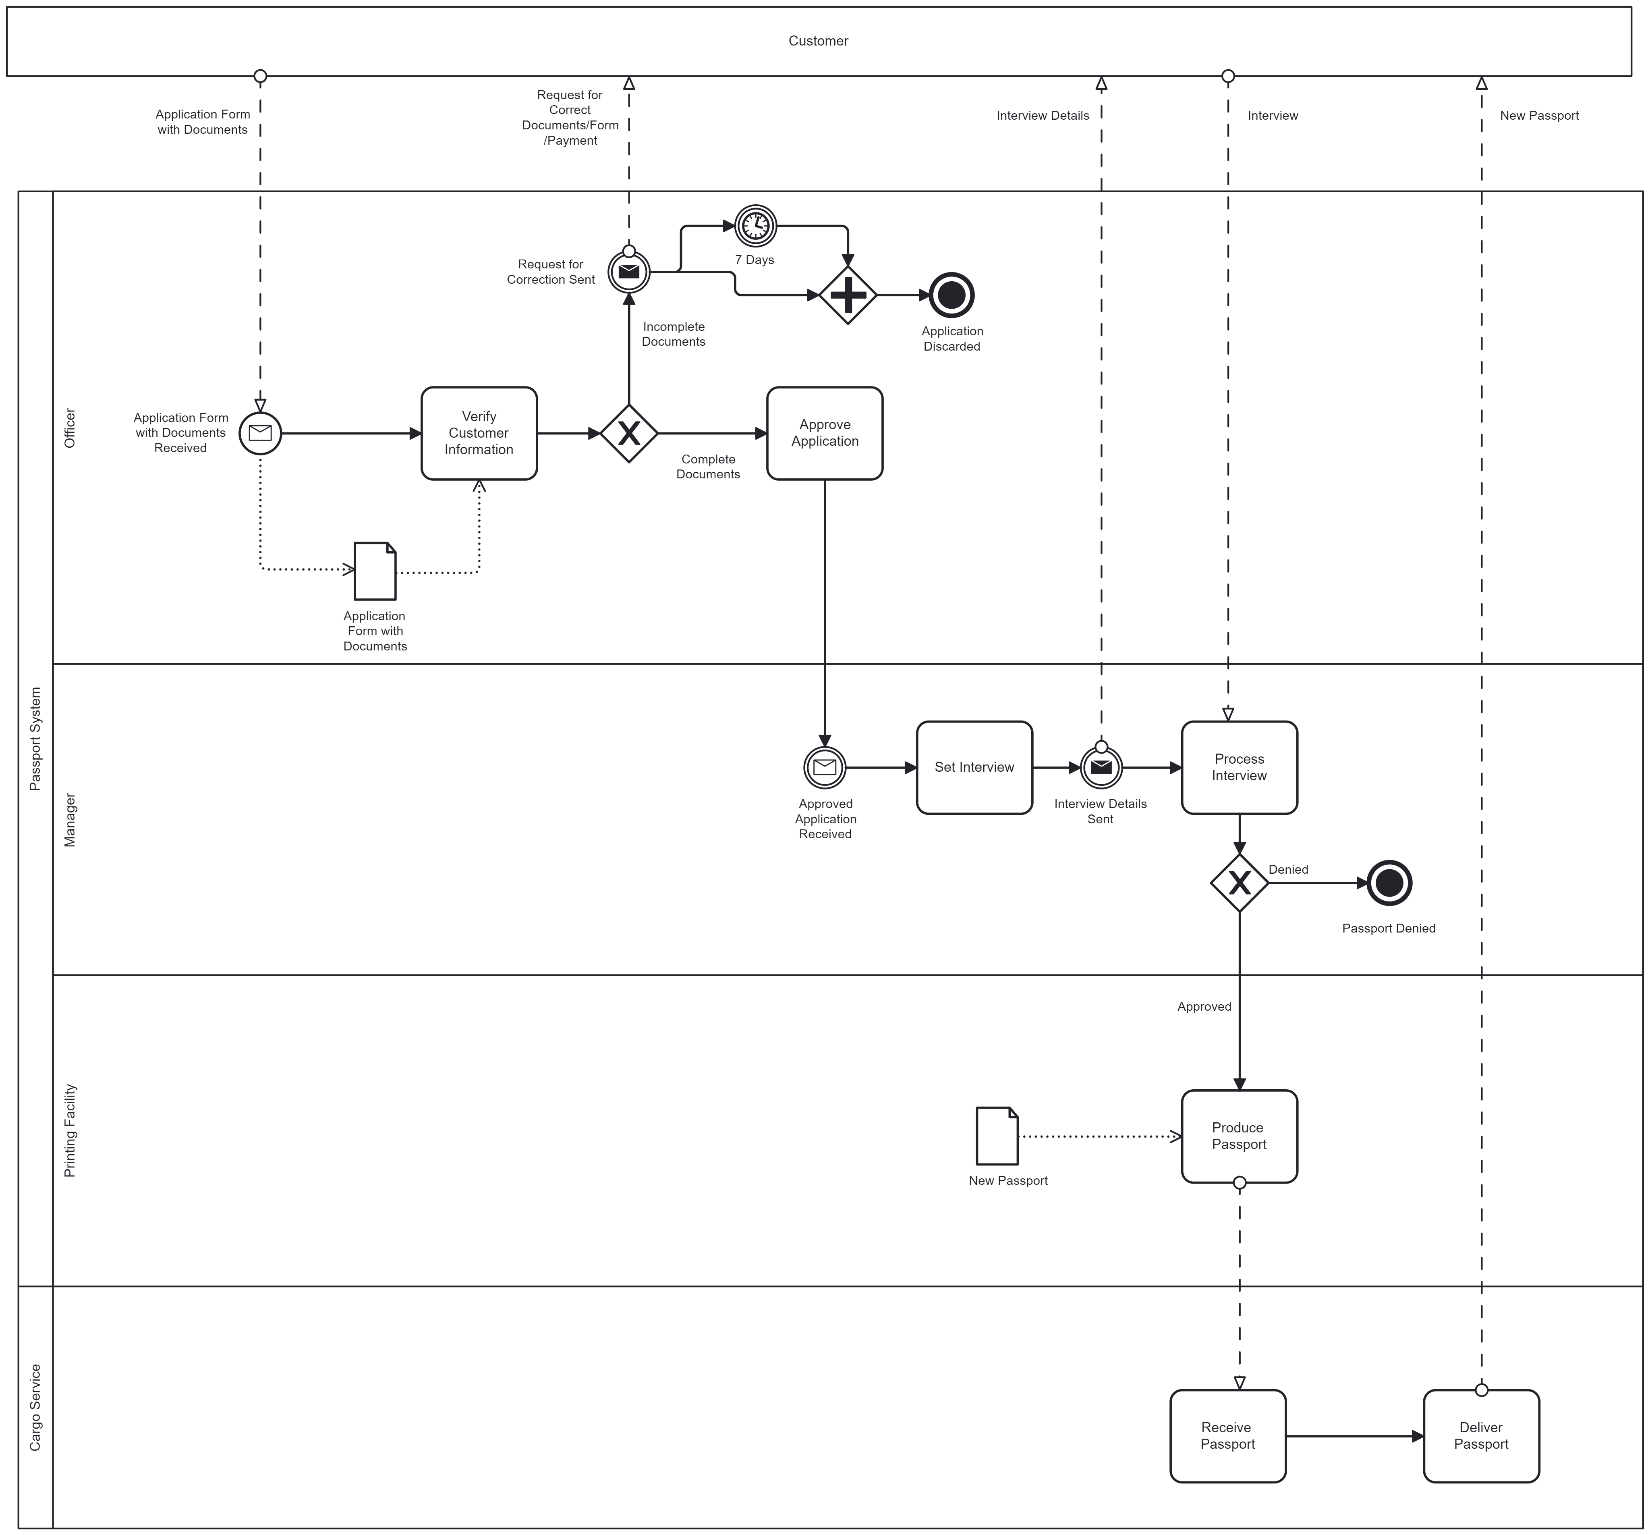 Customer
Application Form
with Documents
Request for
Correct
Documents/Form
/Payment
Interview Details
Interview
New Passport
Passport System
Officer
Request for
Correction Sent
7 Days
Application
Discarded
Incomplete
Documents
Application Form
with Documents
Received
Verify
Customer
Information
X
Complete
Documents
Approve
Application
Application
Form with
Documents
Manager
Approved
Application
Received
Set Interview
Interview Details
Sent
Process
Interview
X
Denied
Passport Denied
Printing Facility
Approved
New Passport
Produce
Passport
Cargo Service
Receive
Passport
Deliver
Passport